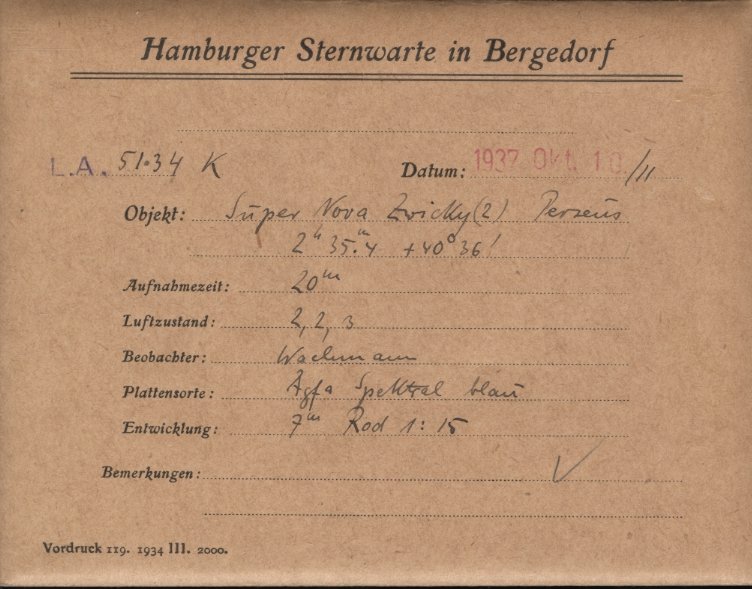 Hamburger Sternwarte in Bergedorf
L.A. 5134 K Datum: 1937 Okt. 10./11
Objekt: Super Nova Zwicky (2) Perseus
2ʰ 35.ᵐ4 +40° 36'
Aufnahmezeit: 20ᵐ
Luftzustand: 2, 2, 3
Beobachter: Wachmann
Plattensorte: Agfa Spektral blau
Entwicklung: 7ᵐ Rod 1:15
Bemerkungen:
Vordruck 119. 1934 III. 2000.